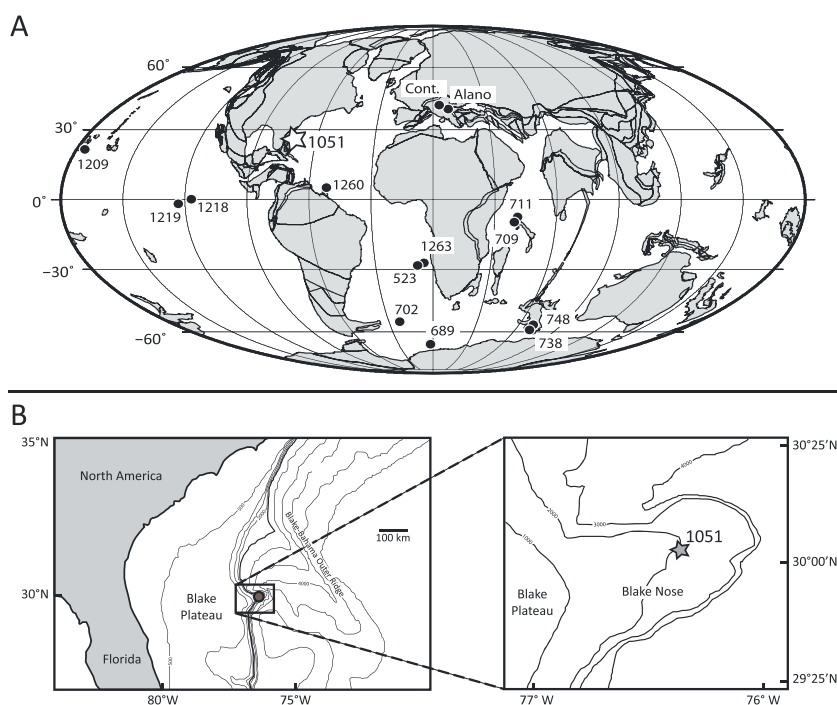 A
60°
30°
0°
−30°
−60°
Cont.
Alano
1051
1209
1260
1218
1219
711
709
1263
523
702
689
748
738
B
35°N
30°N
80°W
75°W
North America
Florida
Blake
Plateau
Blake-Bahama Outer Ridge
100 km
4000
500
1051
Blake Nose
Blake
Plateau
1000
2000
3000
4000
30°25’N
30°00’N
29°25’N
77° W
76° W